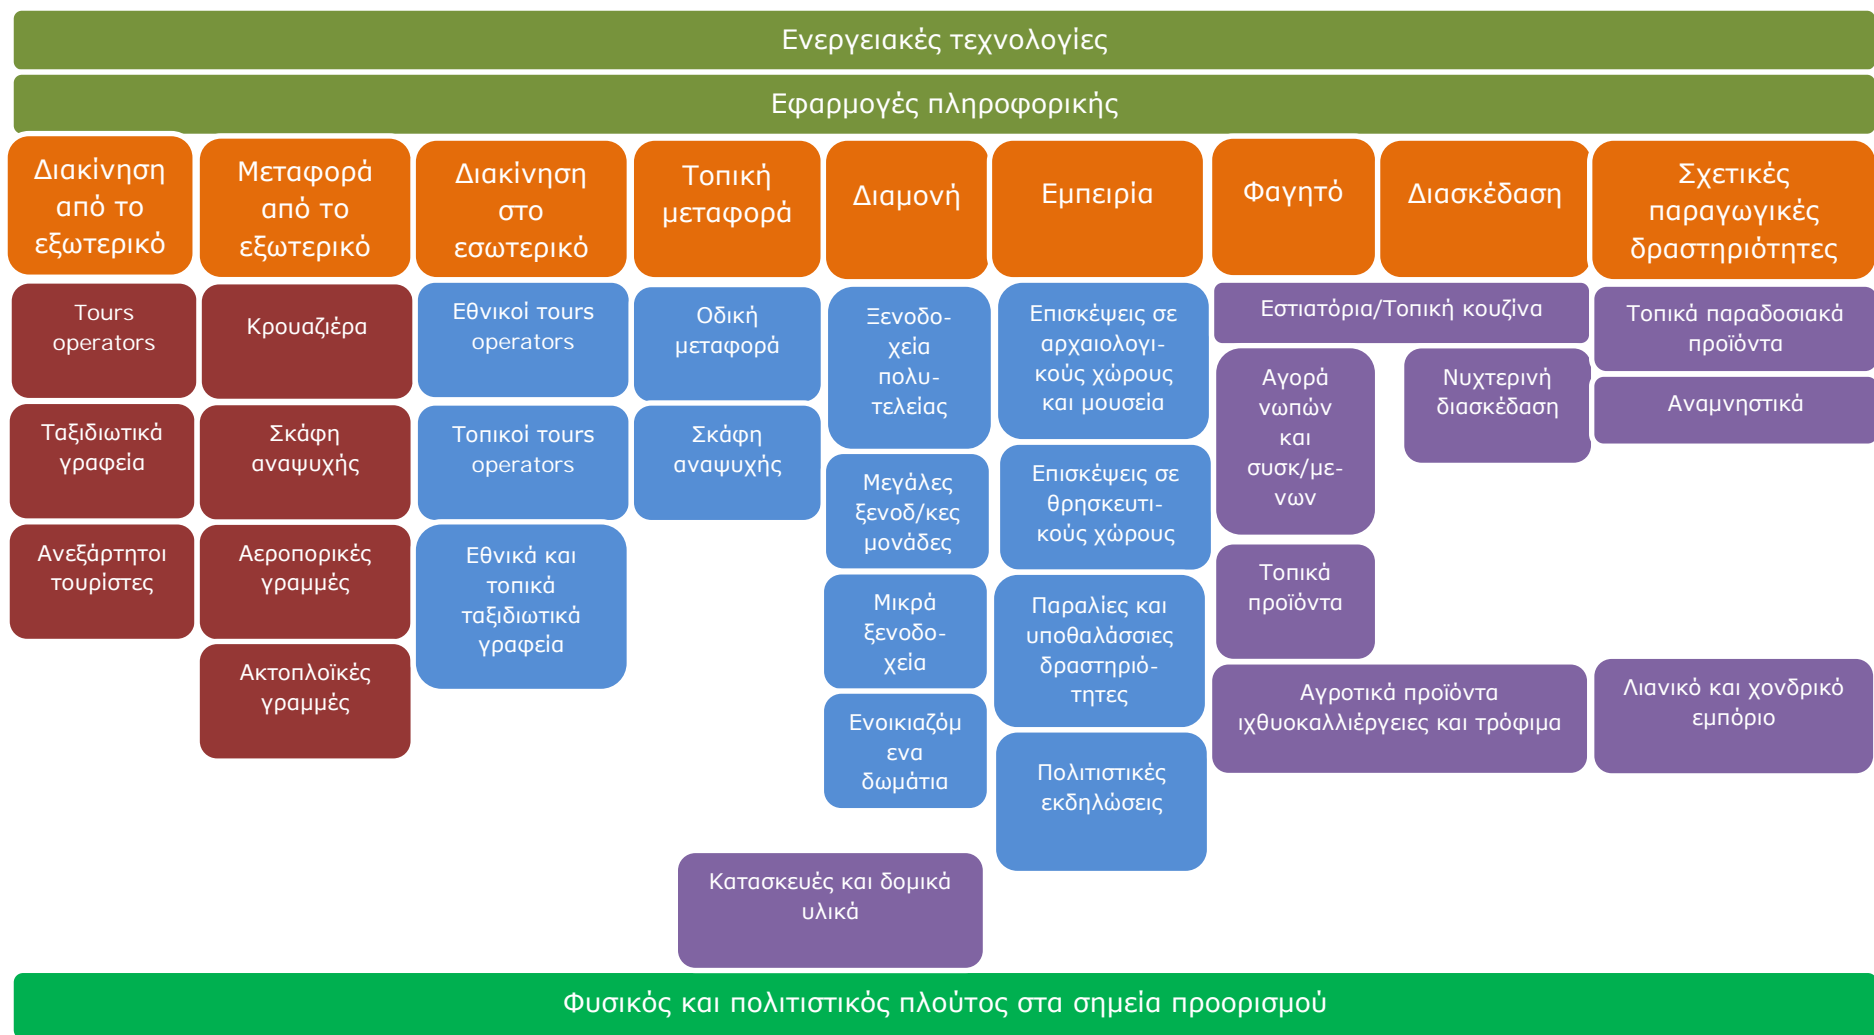 Ενεργειακές τεχνολογίες
Εφαρμογές πληροφορικής
Διακίνηση
από το
εξωτερικό
Μεταφορά
από το
εξωτερικό
Διακίνηση
στο
εσωτερικό
Τοπική
μεταφορά
Διαμονή
Εμπειρία
Φαγητό
Διασκέδαση
Σχετικές
παραγωγικές
δραστηριότητες
Tours
operators
Ταξιδιωτικά
γραφεία
Ανεξάρτητοι
τουρίστες
Κρουαζιέρα
Σκάφη
αναψυχής
Αεροπορικές
γραμμές
Ακτοπλοϊκές
γραμμές
Εθνικοί tours
operators
Τοπικοί tours
operators
Εθνικά και
τοπικά
ταξιδιωτικά
γραφεία
Οδική
μεταφορά
Σκάφη
αναψυχής
Ξενοδο-
χεία
πολυ-
τελείας
Μεγάλες
ξενοδ/κες
μονάδες
Μικρά
ξενοδο-
χεία
Ενοικιαζόμ
ενα
δωμάτια
Επισκέψεις σε
αρχαιολογι-
κούς χώρους
και μουσεία
Επισκέψεις σε
θρησκευτι-
κούς χώρους
Παραλίες και
υποθαλάσσιες
δραστηριό-
τητες
Πολιτιστικές
εκδηλώσεις
Εστιατόρια/Τοπική κουζίνα
Αγορά
νωπών
και
συσκ/με-
νων
Νυχτερινή
διασκέδαση
Τοπικά
προϊόντα
Αγροτικά προϊόντα
ιχθυοκαλλιέργειες και τρόφιμα
Τοπικά παραδοσιακά
προϊόντα
Αναμνηστικά
Λιανικό και χονδρικό
εμπόριο
Κατασκευές και δομικά
υλικά
Φυσικός και πολιτιστικός πλούτος στα σημεία προορισμού